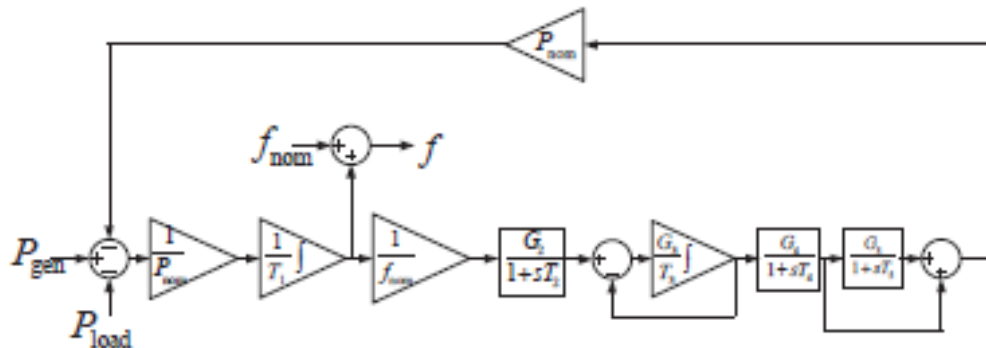 P_nom
f_nom
f
P_gen
1/P_nom
1/T_1 ∫
1/f_nom
G_2/1+sT_2
G_3/T_3 ∫
G_4/1+sT_4
1+sT_5
P_load